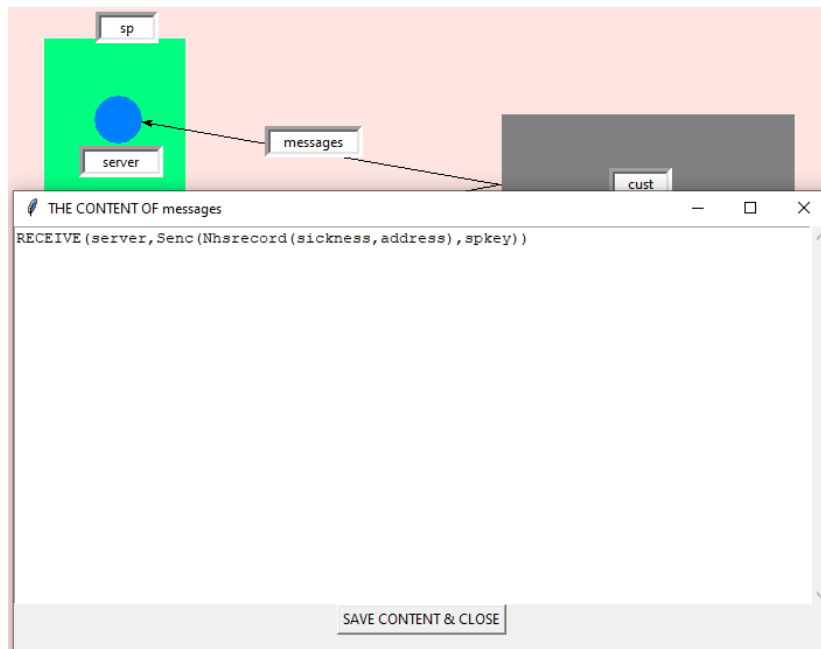 sp
messages
server
cust
THE CONTENT OF messages
RECEIVE(server,Senc(Nhsrecord(sickness,address),spkey))
SAVE CONTENT & CLOSE